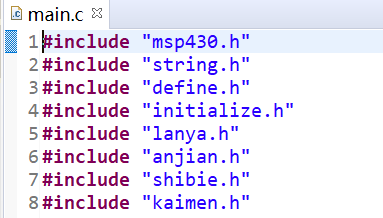 main.c
1 #include "msp430.h"
2 #include "string.h"
3 #include "define.h"
4 #include "initialize.h"
5 #include "lanya.h"
6 #include "anjian.h"
7 #include "shibie.h"
8 #include "kaimen.h"